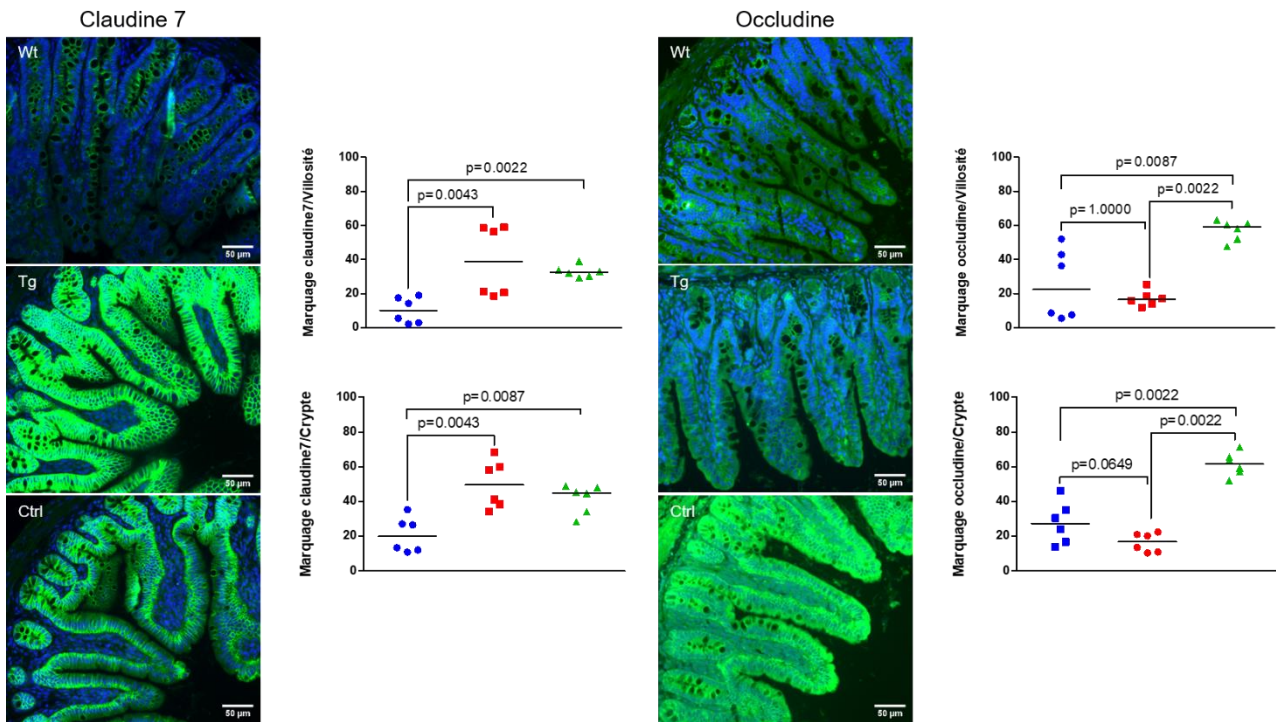 Claudine 7
Occludine
Wt
50 µm
Tg
50 µm
Ctrl
50 µm
Marquage claudine7/Villosité
100
80
60
40
20
0
p=0.0022
p=0.0043
Marquage claudine7/Crypte
100
80
60
40
20
0
p=0.0087
p=0.0043
Wt
50 µm
Tg
50 µm
Ctrl
50 µm
Marquage occludine/Villosité
100
80
60
40
20
0
p=0.0087
p=0.0022
p=1.0000
Marquage occludine/Crypte
100
80
60
40
20
0
p=0.0022
p=0.0022
p=0.0649